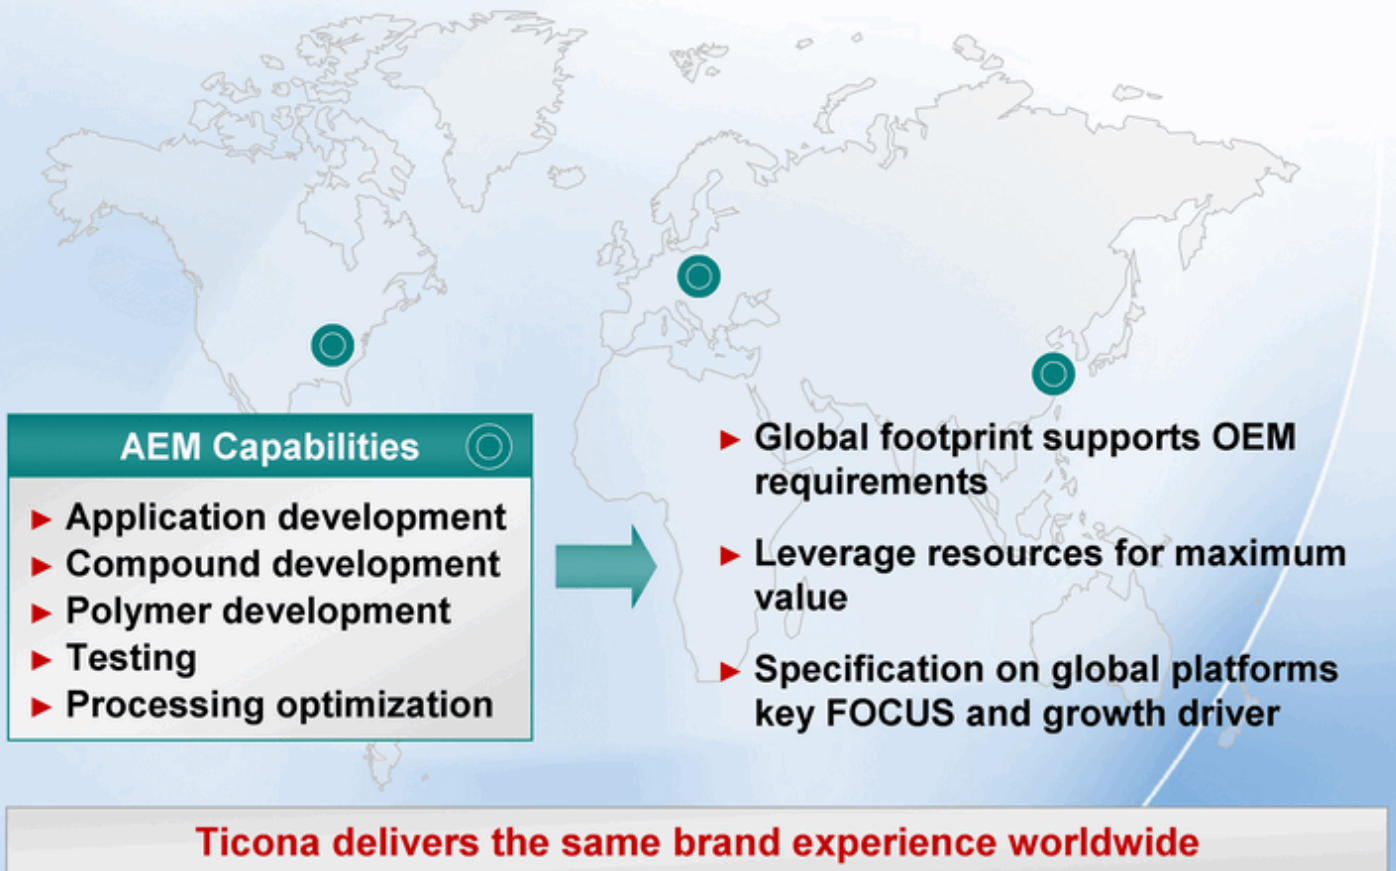 AEM Capabilities
Application development
Compound development
Polymer development
Testing
Processing optimization
Global footprint supports OEM
requirements
Leverage resources for maximum
value
Specification on global platforms
key FOCUS and growth driver
Ticona delivers the same brand experience worldwide